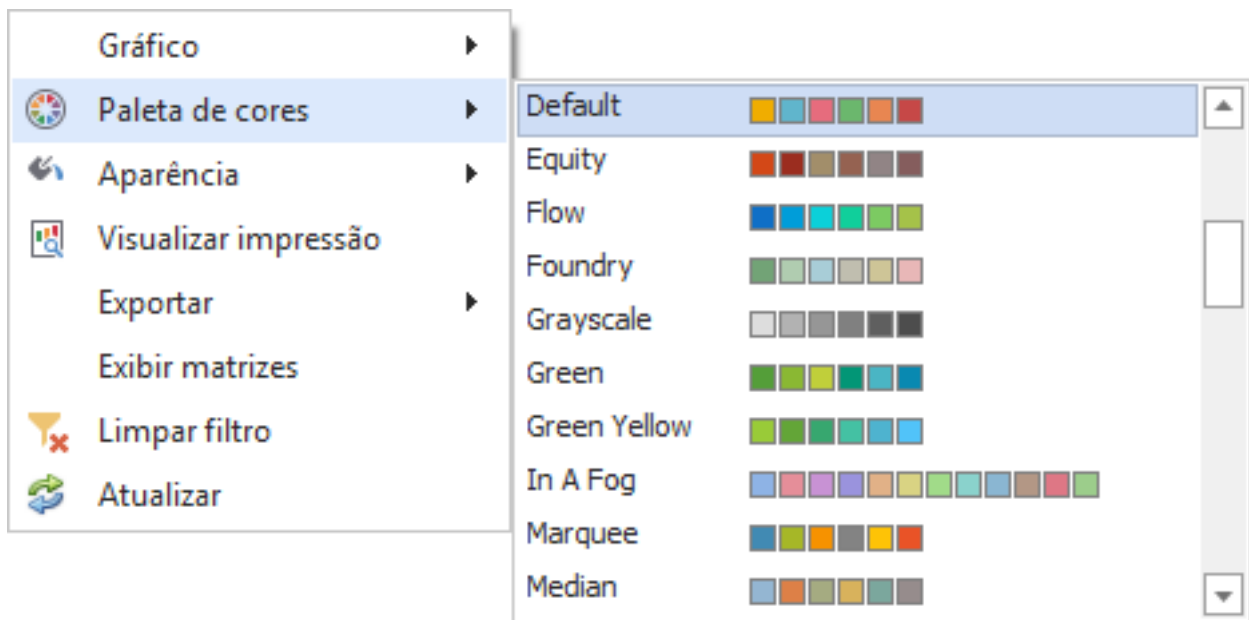 Gráfico
Paleta de cores
Aparência
Visualizar impressão
Exportar
Exibir matrizes
Limpar filtro
Atualizar
Default
Equity
Flow
Foundry
Grayscale
Green
Green Yellow
In A Fog
Marquee
Median